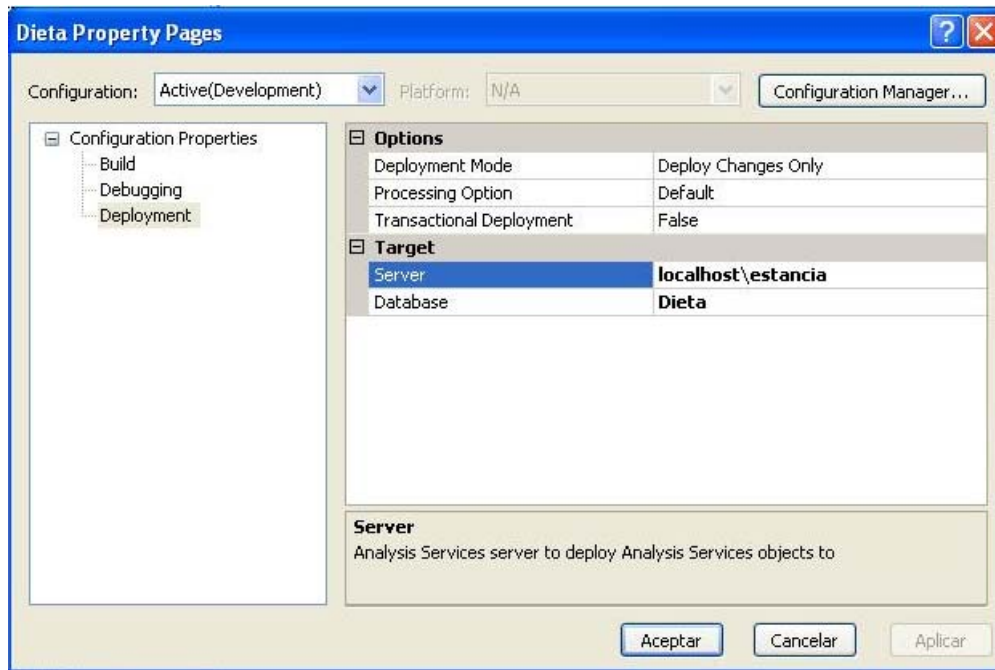 Dieta Property Pages
Configuration: Active(Development) Platform: N/A Configuration Manager...
Configuration Properties
Build
Debugging
Deployment
Options
Deployment Mode Deploy Changes Only
Processing Option Default
Transactional Deployment False
Target
Server localhost\estancia
Database Dieta
Server
Analysis Services server to deploy Analysis Services objects to
Aceptar Cancelar Aplicar